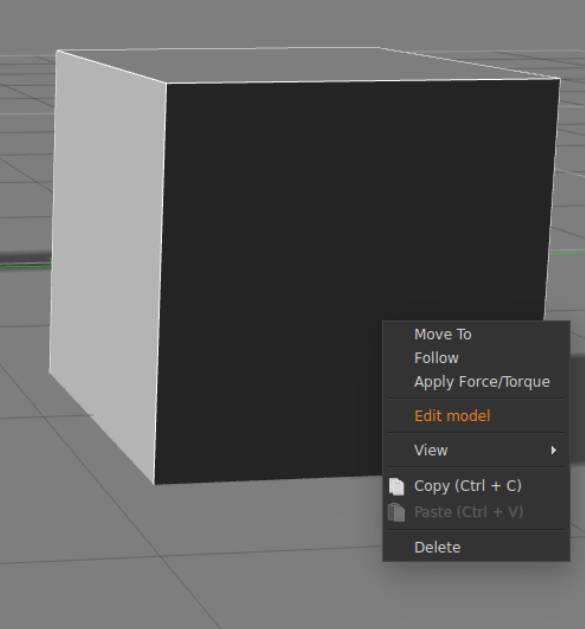 Move To
Follow
Apply Force/Torque
Edit model
View
Copy (Ctrl + C)
Paste (Ctrl + V)
Delete